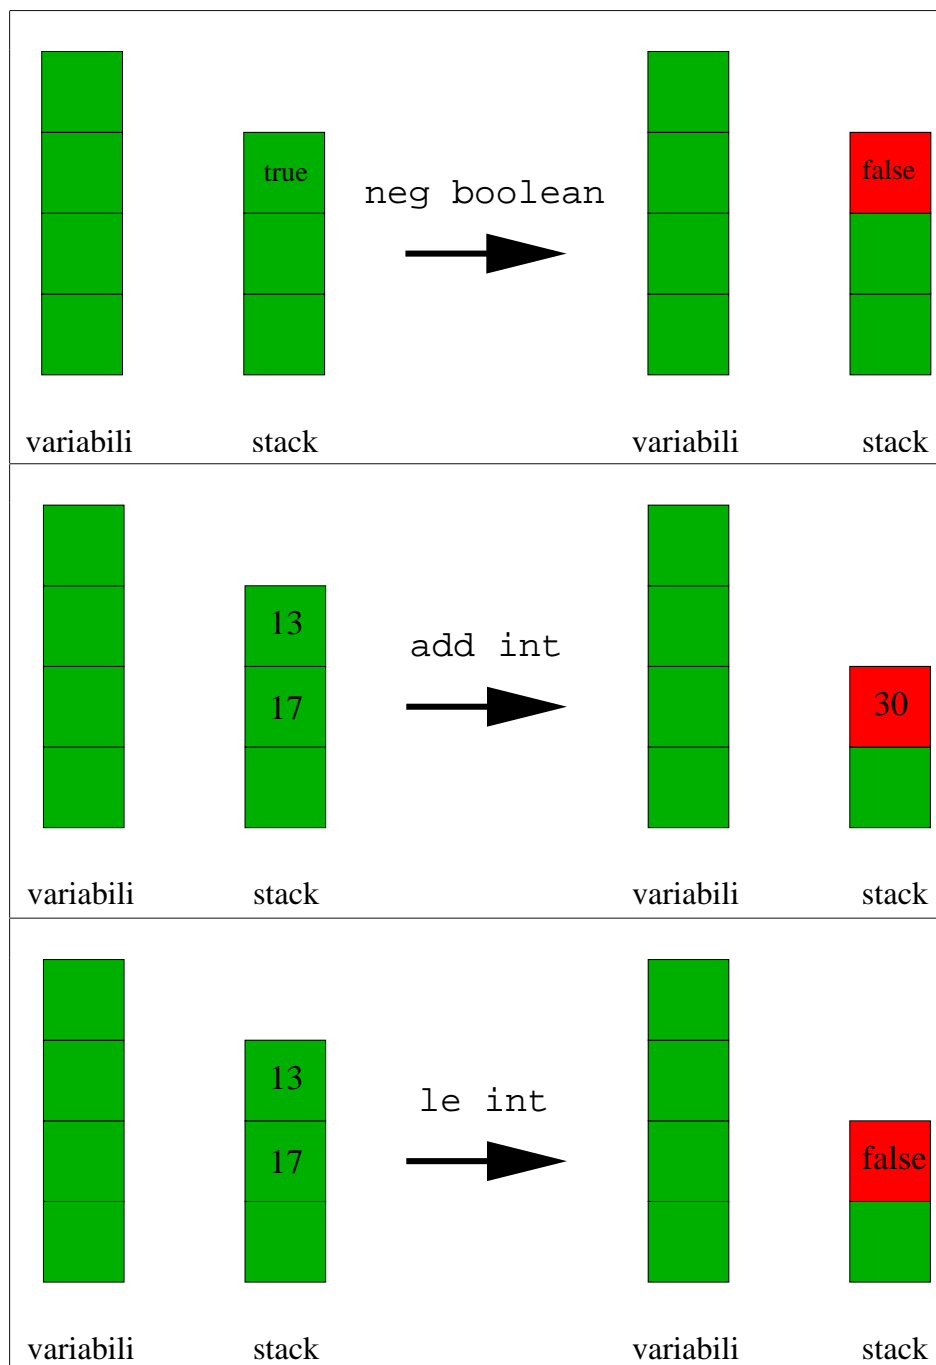 true
neg boolean
false
variabili stack variabili stack
13
add int
17
30
variabili stack variabili stack
13
le int
17
false
variabili stack variabili stack